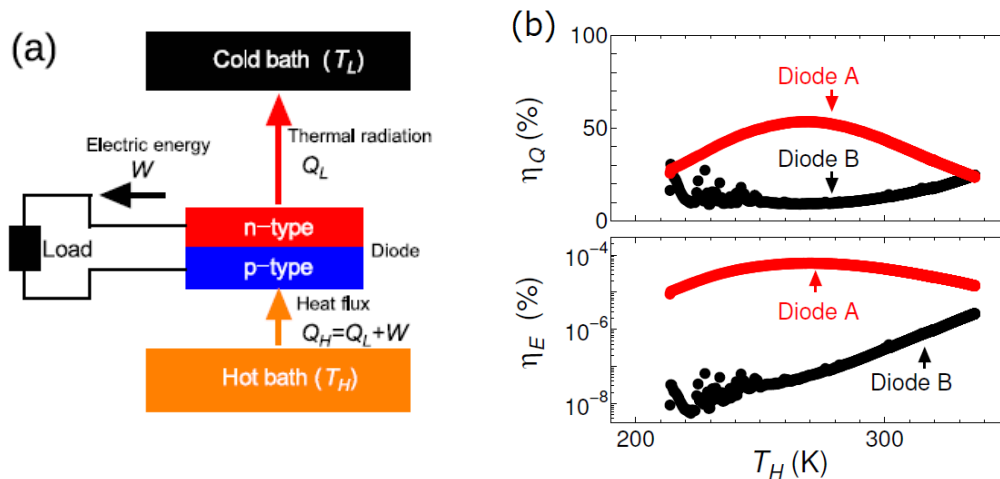 (a)
Cold bath (T_L)
Thermal radiation
Q_L
Electric energy
W
Load
n-type
p-type
Diode
Heat flux
Q_H=Q_L+W
Hot bath (T_H)
(b)
100
50
0
η_Q (%)
Diode A
Diode B
10⁻⁴
10⁻⁶
10⁻⁸
η_E (%)
Diode A
Diode B
200
300
T_H (K)